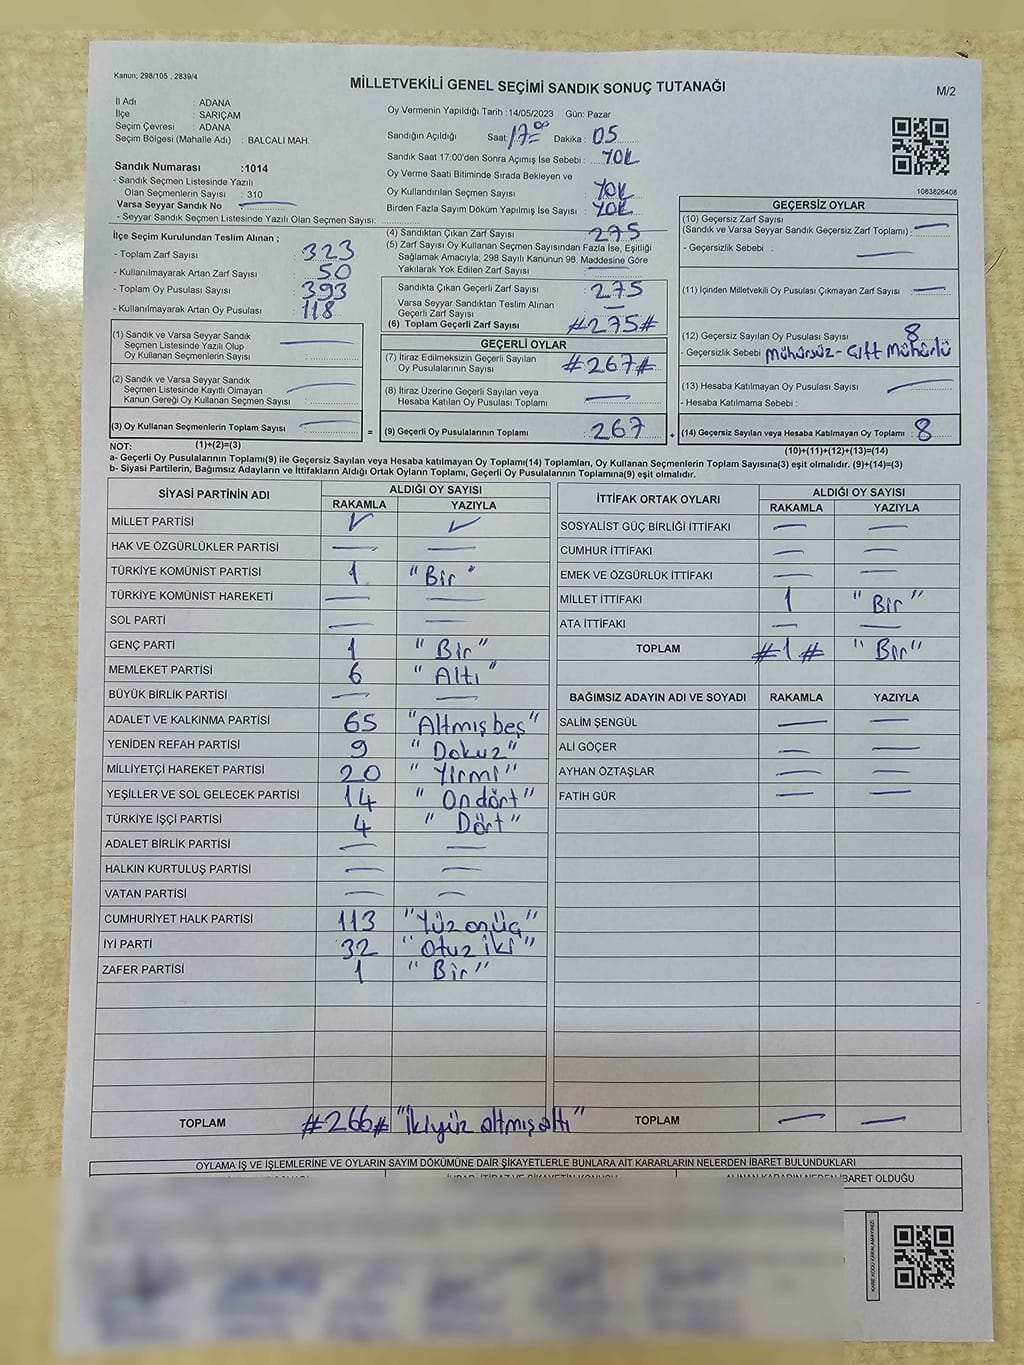 Kanun; 298/105 , 2839/4
MİLLETVEKİLİ GENEL SEÇİMİ SANDIK SONUÇ TUTANAĞI
M/2
İl Adı : ADANA
İlçe : SARIÇAM
Seçim Çevresi : ADANA
Seçim Bölgesi (Mahalle Adı) : BALCALI MAH.
Sandık Numarası :1014
- Sandık Seçmen Listesinde Yazılı
Olan Seçmenlerin Sayısı : 310
Varsa Seyyar Sandık No
- Seyyar Sandık Seçmen Listesinde Yazılı Olan Seçmen Sayısı:
Oy Vermenin Yapıldığı Tarih :14/05/2023 Gün: Pazar
Sandığın Açıldığı Saat: 17=00 Dakika : 05
Sandık Saat 17:00'den Sonra Açımış İse Sebebi : YOK
Oy Verme Saati Bitiminde Sırada Bekleyen ve
Oy Kullandırılan Seçmen Sayısı : YOK
Birden Fazla Sayım Döküm Yapılmış İse Sayısı : YOK
1083826408
İlçe Seçim Kurulundan Teslim Alınan ;
- Toplam Zarf Sayısı : 323
- Kullanılmayarak Artan Zarf Sayısı : 50
- Toplam Oy Pusulası Sayısı : 393
- Kullanılmayarak Artan Oy Pusulası : 118
(1) Sandık ve Varsa Seyyar Sandık
Seçmen Listesinde Yazılı Olup
Oy Kullanan Seçmenlerin Sayısı :
(2) Sandık ve Varsa Seyyar Sandık
Seçmen Listesinde Kayıtlı Olmayan
Kanun Gereği Oy Kullanan Seçmen Sayısı :
(3) Oy Kullanan Seçmenlerin Toplam Sayısı :
(4) Sandıktan Çıkan Zarf Sayısı : 275
(5) Zarf Sayısı Oy Kullanan Seçmen Sayısından Fazla İse, Eşitliği
Sağlamak Amacıyla, 298 Sayılı Kanunun 98. Maddesine Göre
Yakılarak Yok Edilen Zarf Sayısı :
Sandıkta Çıkan Geçerli Zarf Sayısı : 275
Varsa Seyyar Sandıktan Teslim Alınan
Geçerli Zarf Sayısı :
(6) Toplam Geçerli Zarf Sayısı : #275#
GEÇERLİ OYLAR
(7) İtiraz Edilmeksizin Geçerli Sayılan
Oy Pusulalarının Sayısı : #267#
(8) İtiraz Üzerine Geçerli Sayılan veya
Hesaba Katılan Oy Pusulası Toplamı :
= (9) Geçerli Oy Pusulalarının Toplamı : 267
GEÇERSİZ OYLAR
(10) Geçersiz Zarf Sayısı
(Sandık ve Varsa Seyyar Sandık Geçersiz Zarf Toplamı) :
- Geçersizlik Sebebi :
(11) İçinden Milletvekili Oy Pusulası Çıkmayan Zarf Sayısı :
(12) Geçersiz Sayılan Oy Pusulası Sayısı : 8
- Geçersizlik Sebebi : Mühürsüz - Çift Mühürlü
(13) Hesaba Katılmayan Oy Pusulası Sayısı :
- Hesaba Katılmama Sebebi :
+ (14) Geçersiz Sayılan veya Hesaba Katılmayan Oy Toplamı : 8
NOT: (1)+(2)=(3)
(10)+(11)+(12)+(13)=(14)
a- Geçerli Oy Pusulalarının Toplamı(9) ile Geçersiz Sayılan veya Hesaba katılmayan Oy Toplamı(14) Toplamları, Oy Kullanan Seçmenlerin Toplam Sayısına(3) eşit olmalıdır. (9)+(14)=(3)
b- Siyasi Partilerin, Bağımsız Adayların ve İttifakların Aldığı Ortak Oyların Toplamı, Geçerli Oy Pusulalarının Toplamına(9) eşit olmalıdır.
SİYASİ PARTİNİN ADI ALDIĞI OY SAYISI
RAKAMLA YAZIYLA
MİLLET PARTİSİ
HAK VE ÖZGÜRLÜKLER PARTİSİ
TÜRKİYE KOMÜNİST PARTİSİ 1 "Bir"
TÜRKİYE KOMÜNİST HAREKETİ
SOL PARTİ
GENÇ PARTİ 1 "Bir"
MEMLEKET PARTİSİ 6 "Altı"
BÜYÜK BİRLİK PARTİSİ
ADALET VE KALKINMA PARTİSİ 65 "Altmış beş"
YENİDEN REFAH PARTİSİ 9 "Dokuz"
MİLLİYETÇİ HAREKET PARTİSİ 20 "Yirmi"
YEŞİLLER VE SOL GELECEK PARTİSİ 14 "Ondört"
TÜRKİYE İŞÇİ PARTİSİ 4 "Dört"
ADALET BİRLİK PARTİSİ
HALKIN KURTULUŞ PARTİSİ
VATAN PARTİSİ
CUMHURİYET HALK PARTİSİ 113 "Yüz onüç"
İYİ PARTİ 32 "Otuz iki"
ZAFER PARTİSİ 1 "Bir"
TOPLAM #266# "İkiyüz altmış altı"
İTTİFAK ORTAK OYLARI ALDIĞI OY SAYISI
RAKAMLA YAZIYLA
SOSYALİST GÜÇ BİRLİĞİ İTTİFAKI
CUMHUR İTTİFAKI
EMEK VE ÖZGÜRLÜK İTTİFAKI
MİLLET İTTİFAKI 1 "Bir"
ATA İTTİFAKI
TOPLAM #1# "Bir"
BAĞIMSIZ ADAYIN ADI VE SOYADI RAKAMLA YAZIYLA
SALİM ŞENGÜL
ALİ GÖÇER
AYHAN ÖZTAŞLAR
FATİH GÜR
TOPLAM
OYLAMA İŞ VE İŞLEMLERİNE VE OYLARIN SAYIM DÖKÜMÜNE DAİR ŞİKAYETLERLE BUNLARA AİT KARARLARIN NELERDEN İBARET BULUNDUKLARI
ALINAN KARARIN NEDEN İBARET OLDUĞU